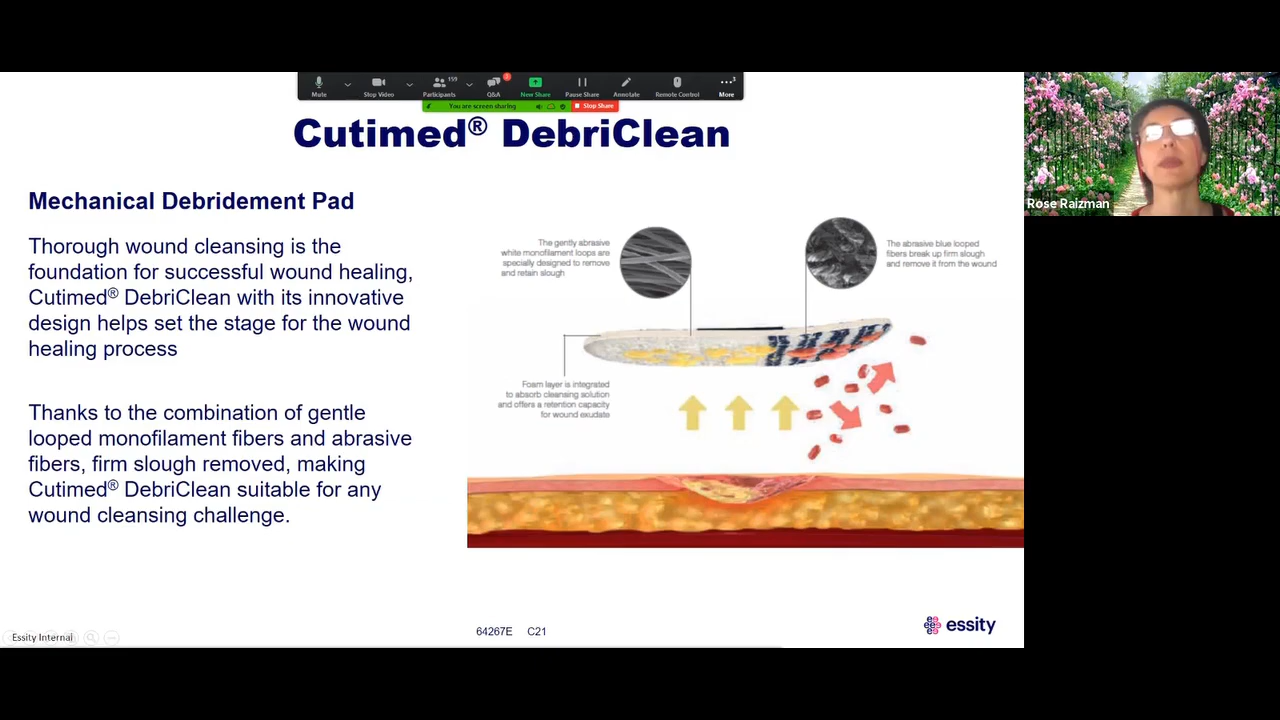 159
2
3
Mute
Stop Video
Participants
Q&A
New Share
Pause Share
Annotate
Remote Control
More
You are screen sharing
Stop Share
Cutimed® DebriClean
Mechanical Debridement Pad
Thorough wound cleansing is the
foundation for successful wound healing,
Cutimed® DebriClean with its innovative
design helps set the stage for the wound
healing process
Thanks to the combination of gentle
looped monofilament fibers and abrasive
fibers, firm slough removed, making
Cutimed® DebriClean suitable for any
wound cleansing challenge.
The gently abrasive
white monofilament loops are
specially designed to remove
and retain slough
The abrasive blue looped
fibers break up firm slough
and remove it from the wound
Foam layer is integrated
to absorb cleansing solution
and offers a retention capacity
for wound exudate
Essity Internal
64267E C21
essity
Rose Raizman